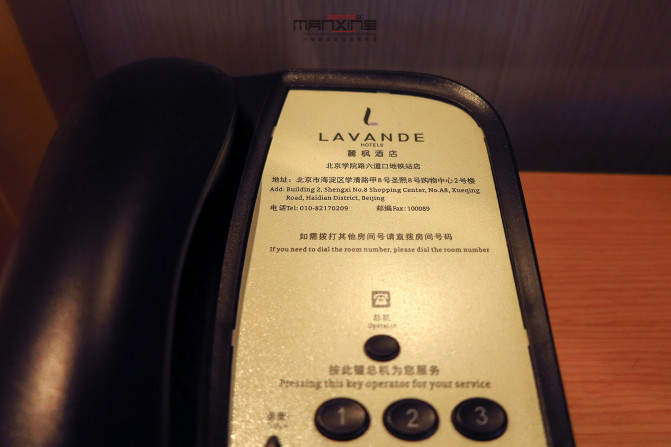 MANXING
LAVANDE
HOTELS
麗枫酒店
北京学院路六道口地铁站店
地址：北京市海淀区学清路甲8号圣熙8号购物中心2号楼
Add: Building 2, Shengxi No.8 Shopping Center, No.A8, Xueqing
Road, Haidian District, Beijing
电话Tel: 010-82170209 邮编Fax: 100089
如需拨打其他房间号请直拨房间号码
If you need to dial the room number, please dial the room number
总机
Operator
按此键总机为您服务
Pressing this key operator for your service
音量
1 2 3